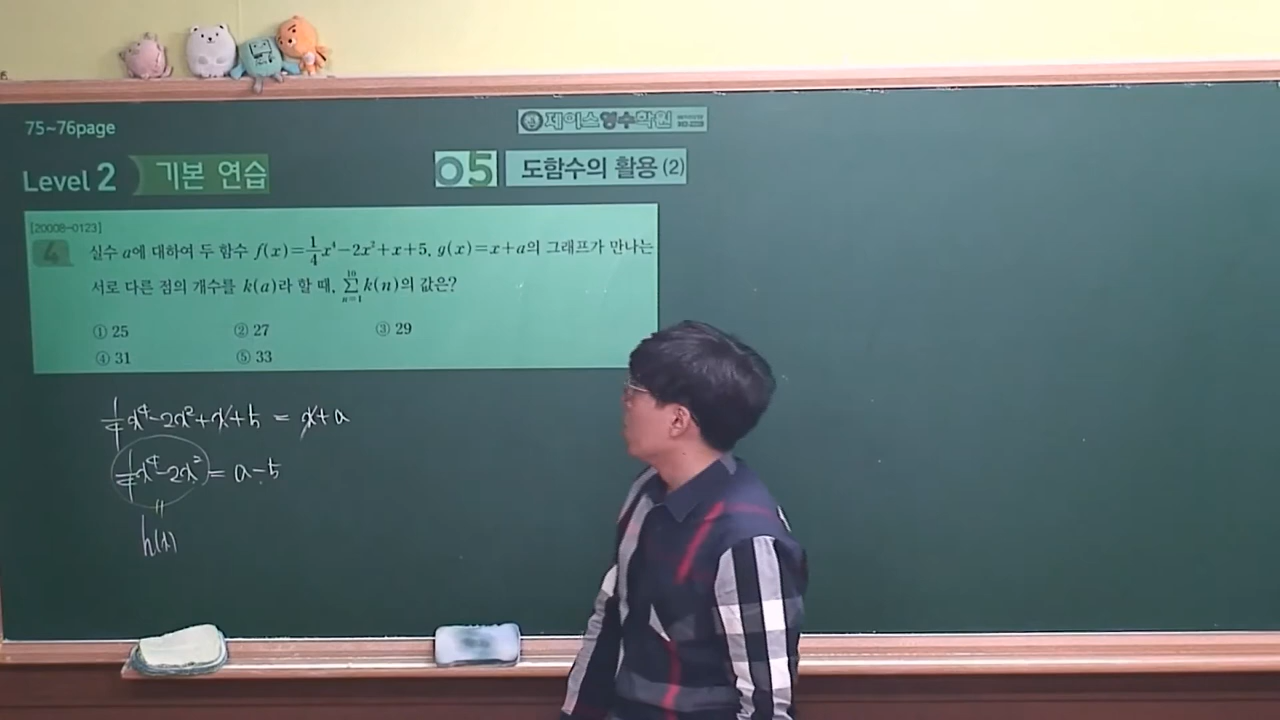 75~76page
제이스영수학원
Level 2 기본 연습
05 도함수의 활용 (2)
[20008-0123]
4 실수 a에 대하여 두 함수 f(x)=1/4x⁴-2x²+x+5, g(x)=x+a의 그래프가 만나는
서로 다른 점의 개수를 k(a)라 할 때, ∑_{n=1}^{10} k(n)의 값은?
① 25 ② 27 ③ 29
④ 31 ⑤ 33
1/4x⁴-2x²+x+5 = x+a
1/4x⁴-2x² = a-5
"
h(x)